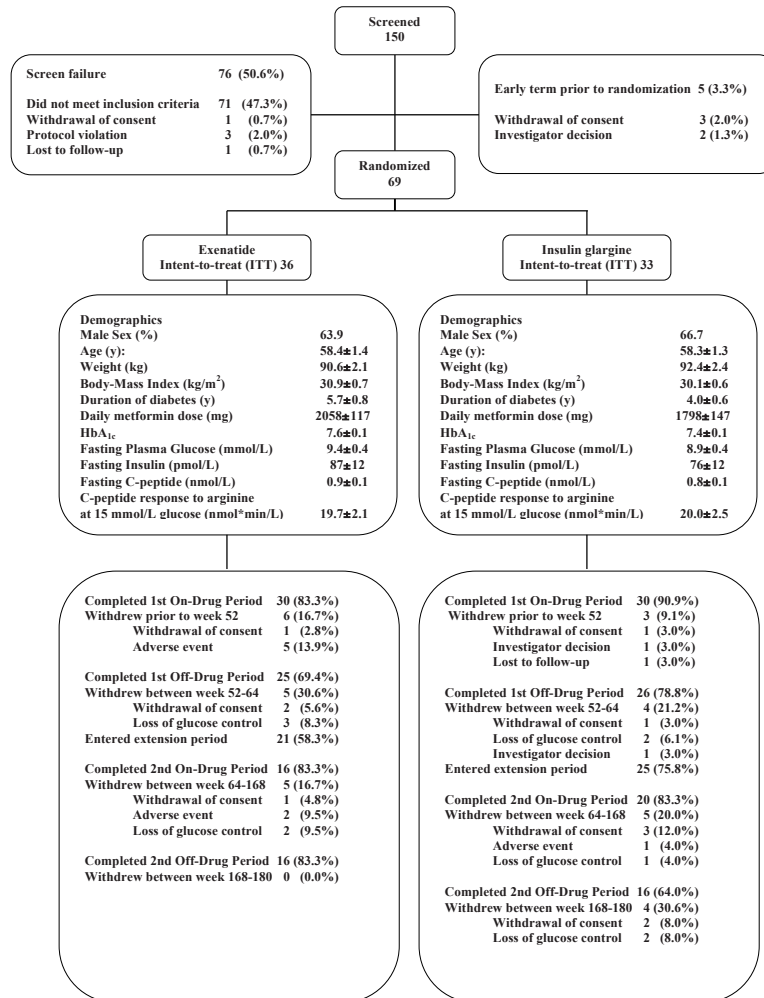 Screened
150
Screen failure 76 (50.6%)
Did not meet inclusion criteria 71 (47.3%)
Withdrawal of consent 1 (0.7%)
Protocol violation 3 (2.0%)
Lost to follow-up 1 (0.7%)
Early term prior to randomization 5 (3.3%)
Withdrawal of consent 3 (2.0%)
Investigator decision 2 (1.3%)
Randomized
69
Exenatide
Intent-to-treat (ITT) 36
Insulin glargine
Intent-to-treat (ITT) 33
Demographics
Male Sex (%) 63.9
Age (y): 58.4±1.4
Weight (kg) 90.6±2.1
Body-Mass Index (kg/m²) 30.9±0.7
Duration of diabetes (y) 5.7±0.8
Daily metformin dose (mg) 2058±117
HbA1c 7.6±0.1
Fasting Plasma Glucose (mmol/L) 9.4±0.4
Fasting Insulin (pmol/L) 87±12
Fasting C-peptide (nmol/L) 0.9±0.1
C-peptide response to arginine
at 15 mmol/L glucose (nmol*min/L) 19.7±2.1
Demographics
Male Sex (%) 66.7
Age (y): 58.3±1.3
Weight (kg) 92.4±2.4
Body-Mass Index (kg/m²) 30.1±0.6
Duration of diabetes (y) 4.0±0.6
Daily metformin dose (mg) 1798±147
HbA1c 7.4±0.1
Fasting Plasma Glucose (mmol/L) 8.9±0.4
Fasting Insulin (pmol/L) 76±12
Fasting C-peptide (nmol/L) 0.8±0.1
C-peptide response to arginine
at 15 mmol/L glucose (nmol*min/L) 20.0±2.5
Completed 1st On-Drug Period 30 (83.3%)
Withdrew prior to week 52 6 (16.7%)
Withdrawal of consent 1 (2.8%)
Adverse event 5 (13.9%)
Completed 1st Off-Drug Period 25 (69.4%)
Withdrew between week 52-64 5 (30.6%)
Withdrawal of consent 2 (5.6%)
Loss of glucose control 3 (8.3%)
Entered extension period 21 (58.3%)
Completed 2nd On-Drug Period 16 (83.3%)
Withdrew between week 64-168 5 (16.7%)
Withdrawal of consent 1 (4.8%)
Adverse event 2 (9.5%)
Loss of glucose control 2 (9.5%)
Completed 2nd Off-Drug Period 16 (83.3%)
Withdrew between week 168-180 0 (0.0%)
Completed 1st On-Drug Period 30 (90.9%)
Withdrew prior to week 52 3 (9.1%)
Withdrawal of consent 1 (3.0%)
Investigator decision 1 (3.0%)
Lost to follow-up 1 (3.0%)
Completed 1st Off-Drug Period 26 (78.8%)
Withdrew between week 52-64 4 (21.2%)
Withdrawal of consent 1 (3.0%)
Loss of glucose control 2 (6.1%)
Investigator decision 1 (3.0%)
Entered extension period 25 (75.8%)
Completed 2nd On-Drug Period 20 (83.3%)
Withdrew between week 64-168 5 (20.0%)
Withdrawal of consent 3 (12.0%)
Adverse event 1 (4.0%)
Loss of glucose control 1 (4.0%)
Completed 2nd Off-Drug Period 16 (64.0%)
Withdrew between week 168-180 4 (30.6%)
Withdrawal of consent 2 (8.0%)
Loss of glucose control 2 (8.0%)